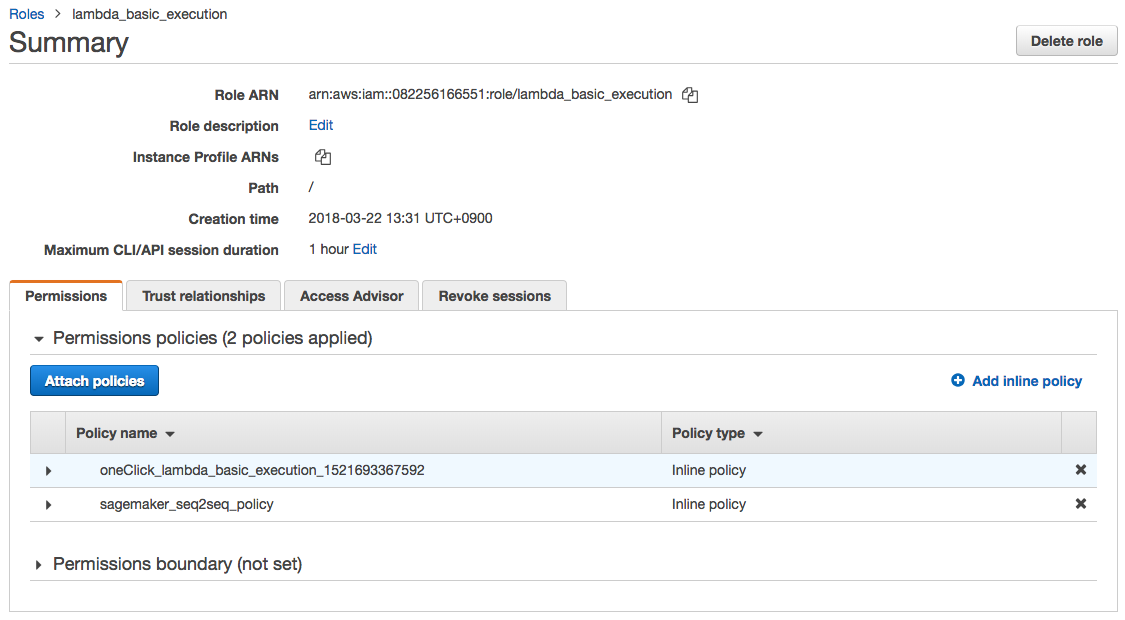 Roles > lambda_basic_execution
Summary
Delete role
Role ARN arn:aws:iam::082256166551:role/lambda_basic_execution
Role description Edit
Instance Profile ARNs
Path /
Creation time 2018-03-22 13:31 UTC+0900
Maximum CLI/API session duration 1 hour Edit
Permissions Trust relationships Access Advisor Revoke sessions
Permissions policies (2 policies applied)
Attach policies Add inline policy
Policy name Policy type
oneClick_lambda_basic_execution_1521693367592 Inline policy
sagemaker_seq2seq_policy Inline policy
Permissions boundary (not set)